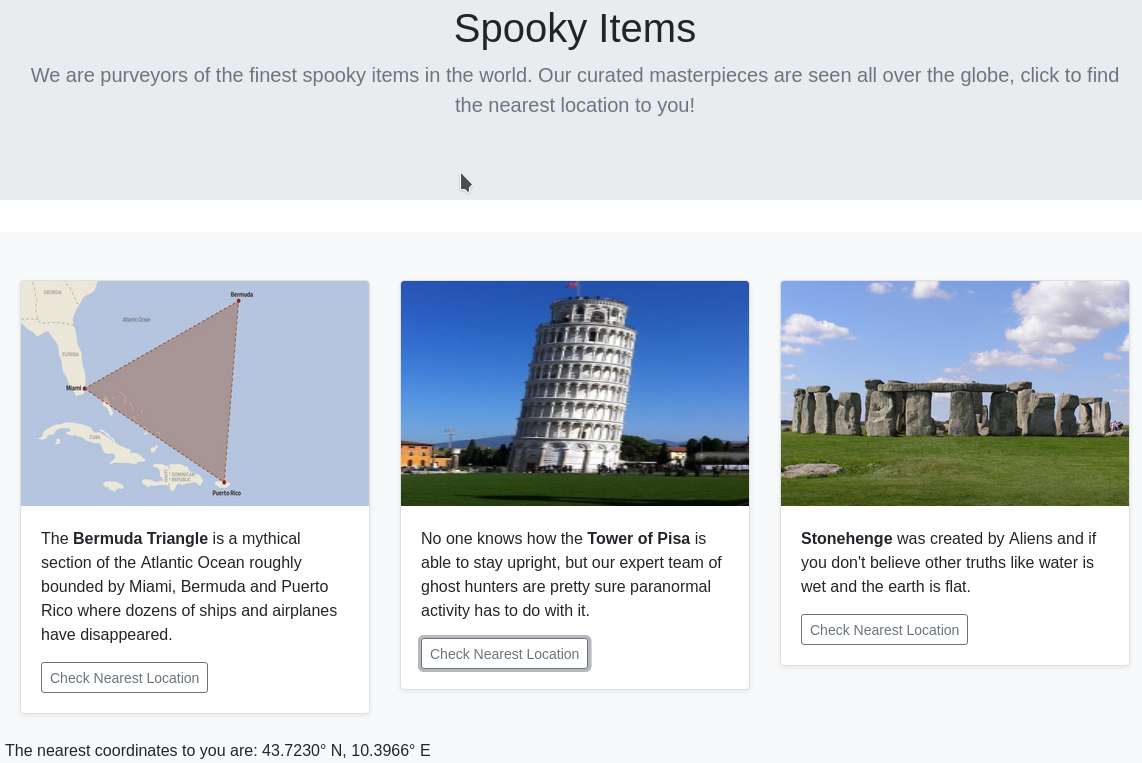 Spooky Items
We are purveyors of the finest spooky items in the world. Our curated masterpieces are seen all over the globe, click to find
the nearest location to you!
GEORGIA
Bermuda
Atlantic Ocean
FLORIDA
Miami
CUBA
HAITI
DOMINICAN
REPUBLIC
Puerto Rico
The Bermuda Triangle is a mythical
section of the Atlantic Ocean roughly
bounded by Miami, Bermuda and Puerto
Rico where dozens of ships and airplanes
have disappeared.
Check Nearest Location
No one knows how the Tower of Pisa is
able to stay upright, but our expert team of
ghost hunters are pretty sure paranormal
activity has to do with it.
Check Nearest Location
Stonehenge was created by Aliens and if
you don't believe other truths like water is
wet and the earth is flat.
Check Nearest Location
The nearest coordinates to you are: 43.7230° N, 10.3966° E